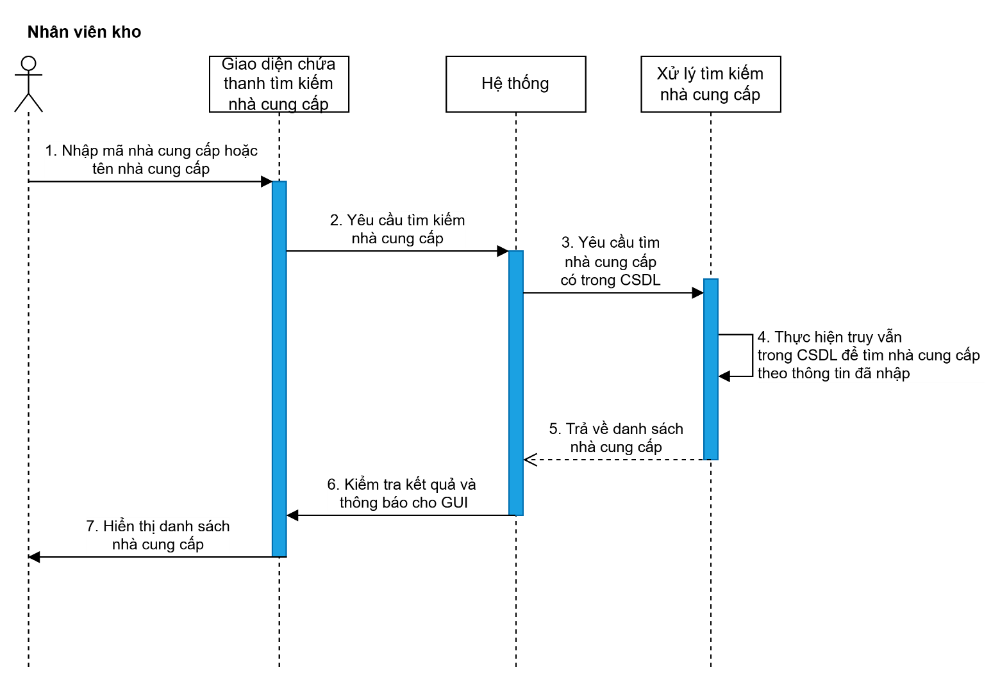 Nhân viên kho
Giao diện chứa
thanh tìm kiếm
nhà cung cấp
Hệ thống
Xử lý tìm kiếm
nhà cung cấp
1. Nhập mã nhà cung cấp hoặc
tên nhà cung cấp
2. Yêu cầu tìm kiếm
nhà cung cấp
3. Yêu cầu tìm
nhà cung cấp
có trong CSDL
4. Thực hiện truy vẫn
trong CSDL để tìm nhà cung cấp
theo thông tin đã nhập
5. Trả về danh sách
nhà cung cấp
6. Kiểm tra kết quả và
thông báo cho GUI
7. Hiển thị danh sách
nhà cung cấp